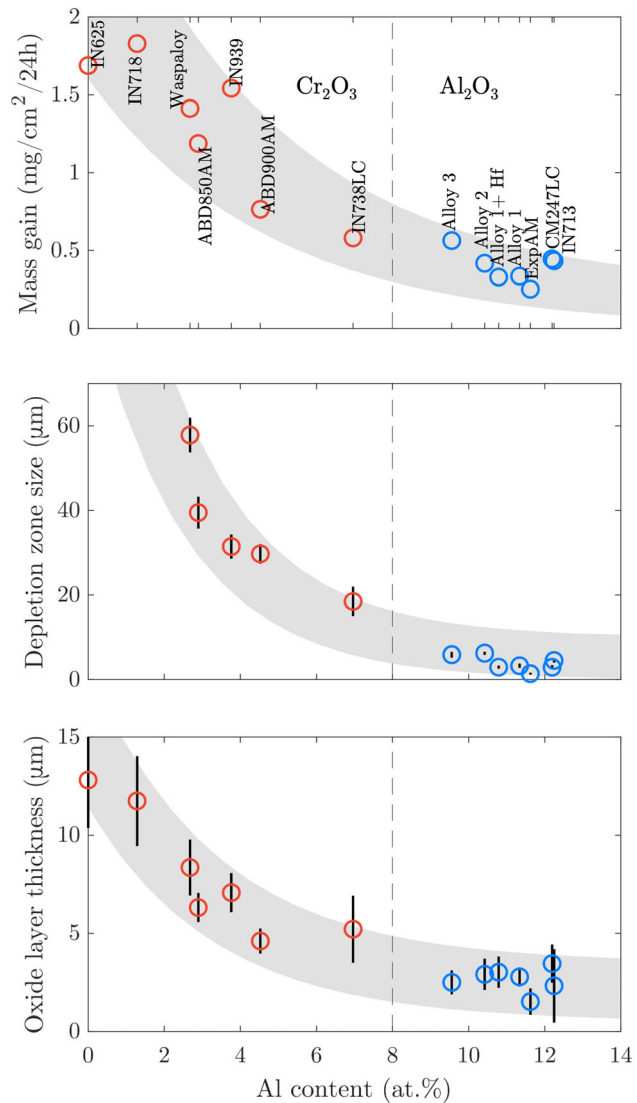 2
1.5
1
0.5
0
Mass gain (mg/cm²/24h)
IN625
IN718
Waspaloy
ABD850AM
IN939
ABD900AM
IN738LC
Cr₂O₃
Al₂O₃
Alloy 3
Alloy 2
Alloy 1+ Hf
Alloy 1
ExpAM
CM247LC
IN713
60
40
20
0
Depletion zone size (μm)
15
10
5
0
Oxide layer thickness (μm)
0 2 4 6 8 10 12 14
Al content (at.%)